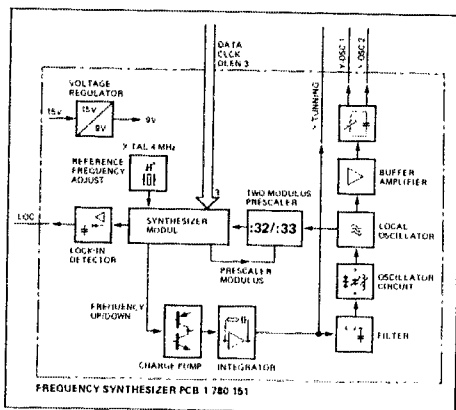 DATA
CLCK
DLEN 3
Y-OSC 1
Y-OSC 2
V-TUNNING
VOLTAGE
REGULATOR
15V
15V
9V
9V
X TAL 4 MHz
REFERENCE
FREQUENCY
ADJUST
3
TWO MODULUS
PRESCALER
BUFFER
AMPLIFIER
LOC
SYNTHESIZER
MODUL
:32/:33
LOCAL
OSCILLATOR
LOCK-IN
DETECTOR
PRESCALER
MODULUS
OSCILLATOR
CIRCUIT
FREQUENCY
UP/DOWN
FILTER
CHARGE PUMP
INTEGRATOR
FREQUENCY SYNTHESIZER PCB 1 780 151